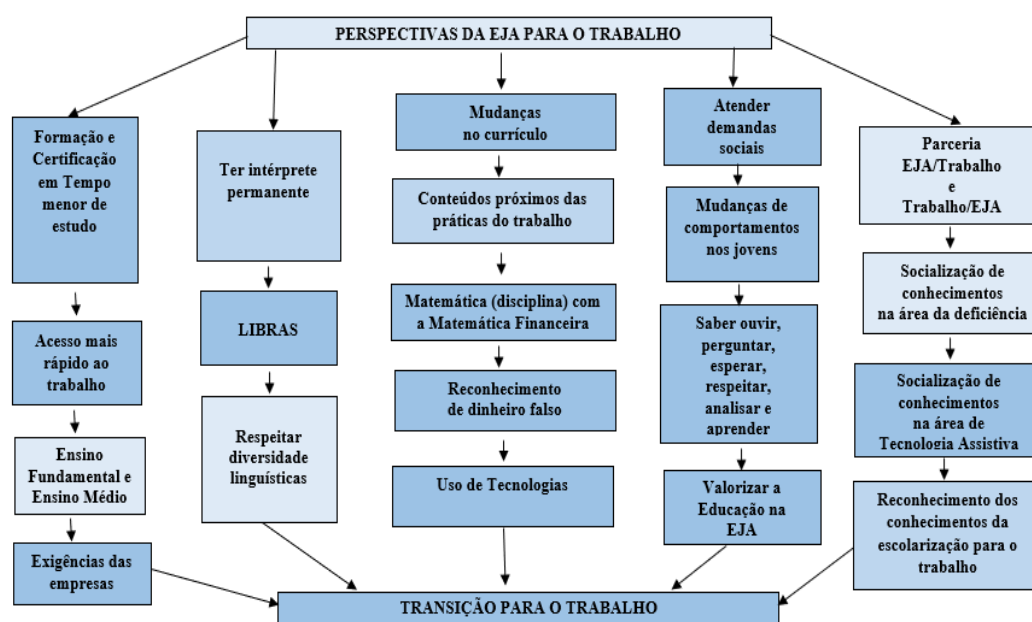 PERSPECTIVAS DA EJA PARA O TRABALHO
Formação e
Certificação
em Tempo
menor de
estudo
Acesso mais
rápido ao
trabalho
Ensino
Fundamental e
Ensino Médio
Exigências das
empresas
Ter intérprete
permanente
LIBRAS
Respeitar
diversidade
linguísticas
Mudanças
no currículo
Conteúdos próximos das
práticas do trabalho
Matemática (disciplina) com
a Matemática Financeira
Reconhecimento
de dinheiro falso
Uso de Tecnologias
Atender
demandas
sociais
Mudanças de
comportamentos
nos jovens
Saber ouvir,
perguntar,
esperar,
respeitar,
analisar e
aprender
Valorizar a
Educação na
EJA
Parceria
EJA/Trabalho
e
Trabalho/EJA
Socialização de
conhecimentos
na área da deficiência
Socialização de
conhecimentos
na área de
Tecnologia Assistiva
Reconhecimento dos
conhecimentos da
escolarização para o
trabalho
TRANSIÇÃO PARA O TRABALHO